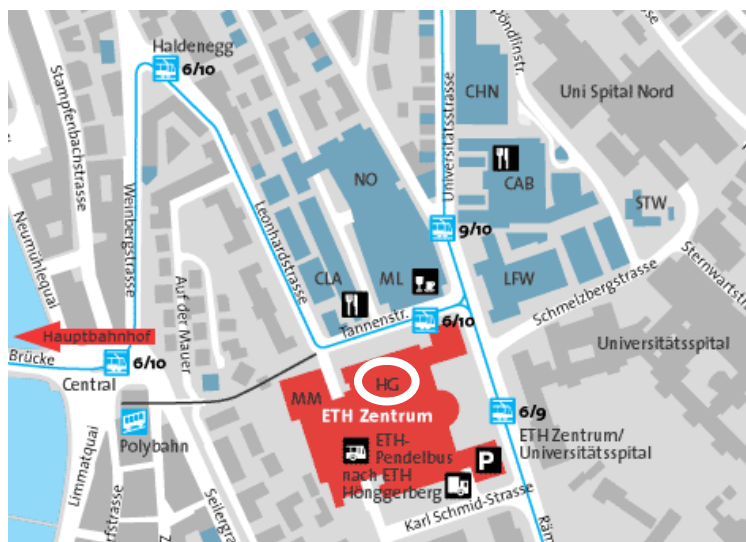 Haldenegg
6/10
Stampfenbachstrasse
Weinbergstrasse
Neumühlequai
Leonhardstrasse
Auf der Mauer
Universitätsstrasse
CHN
Uni Spital Nord
CAB
STW
NO
9/10
CLA
ML
LFW
Tannenstr.
6/10
Schmelzbergstrasse
Hauptbahnhof
Brücke
6/10
Central
Universitätsspital
HG
MM
ETH Zentrum
6/9
ETH Zentrum/
Universitätsspital
Polybahn
ETH-
Pendelbus
nach ETH
Hönggerberg
P
Karl Schmid-Strasse
Limmatquai